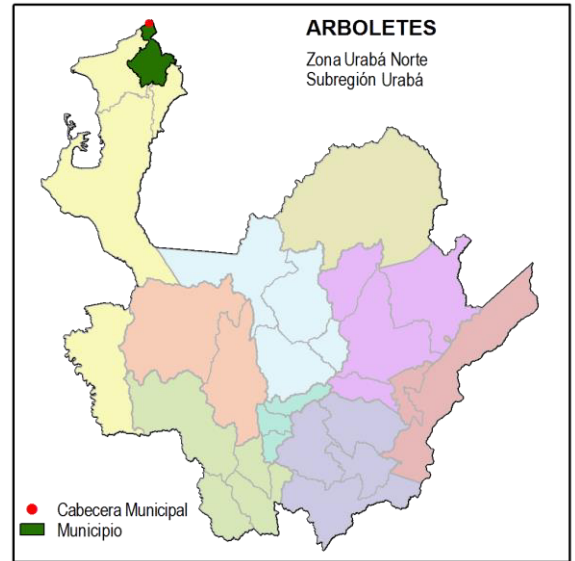 ARBOLETES
Zona Urabá Norte
Subregión Urabá
Cabecera Municipal
Municipio